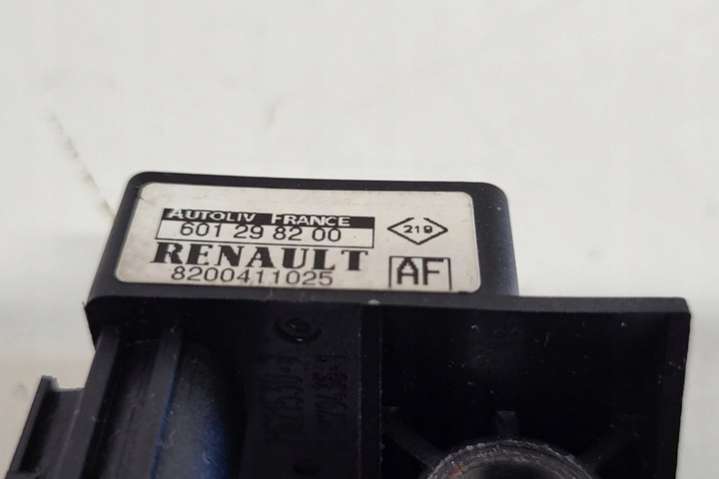 AUTOLIV FRANCE
601 29 82 00
219
RENAULT
8200411025
AF